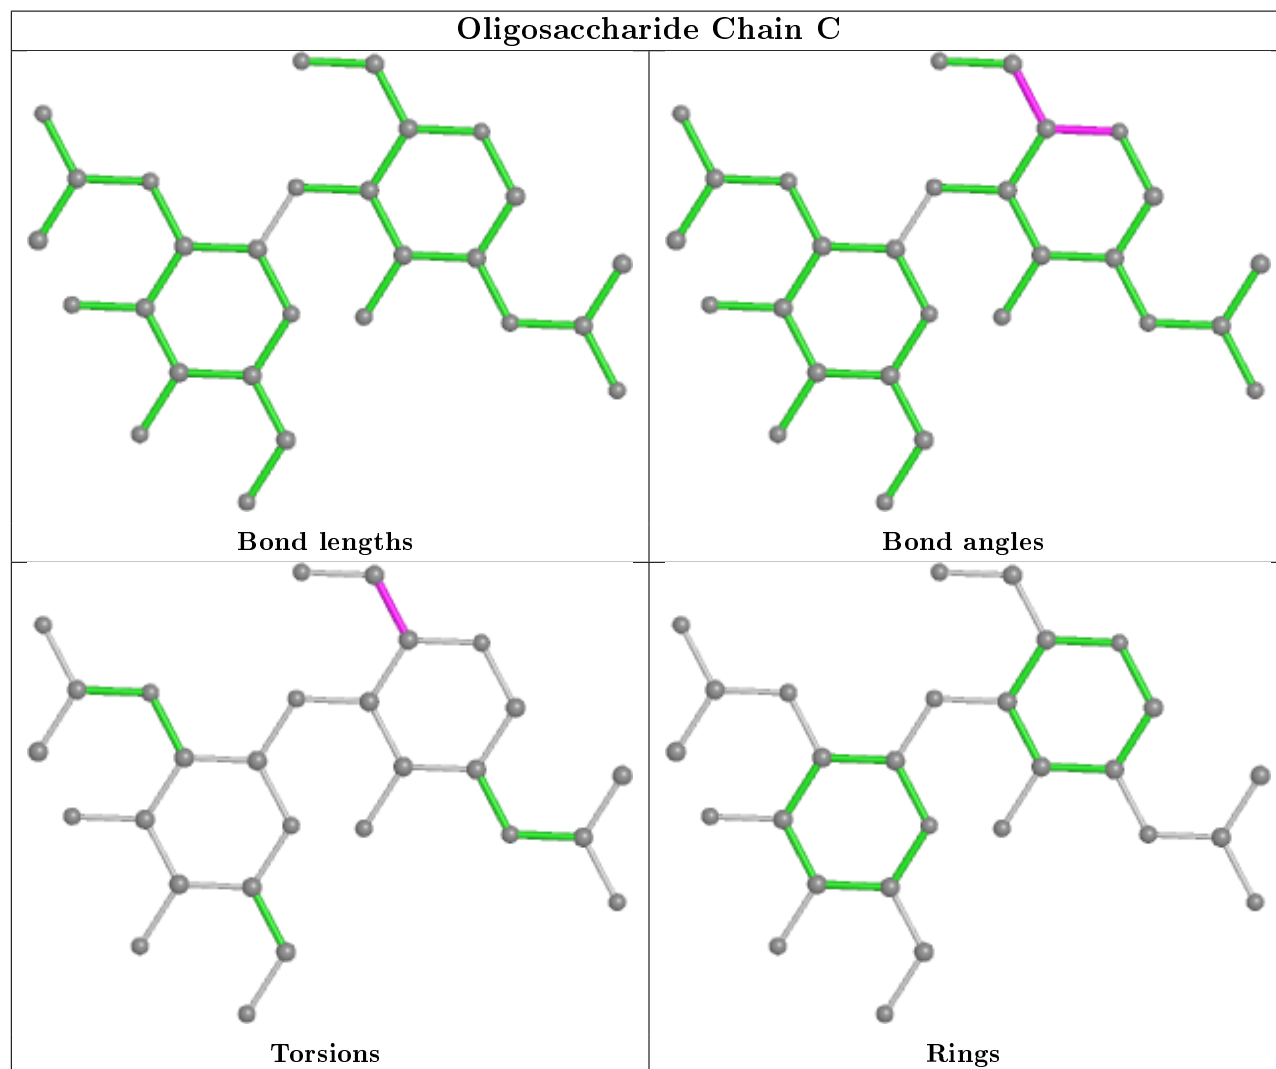 Oligosaccharide Chain C
Bond lengths
Bond angles
Torsions
Rings